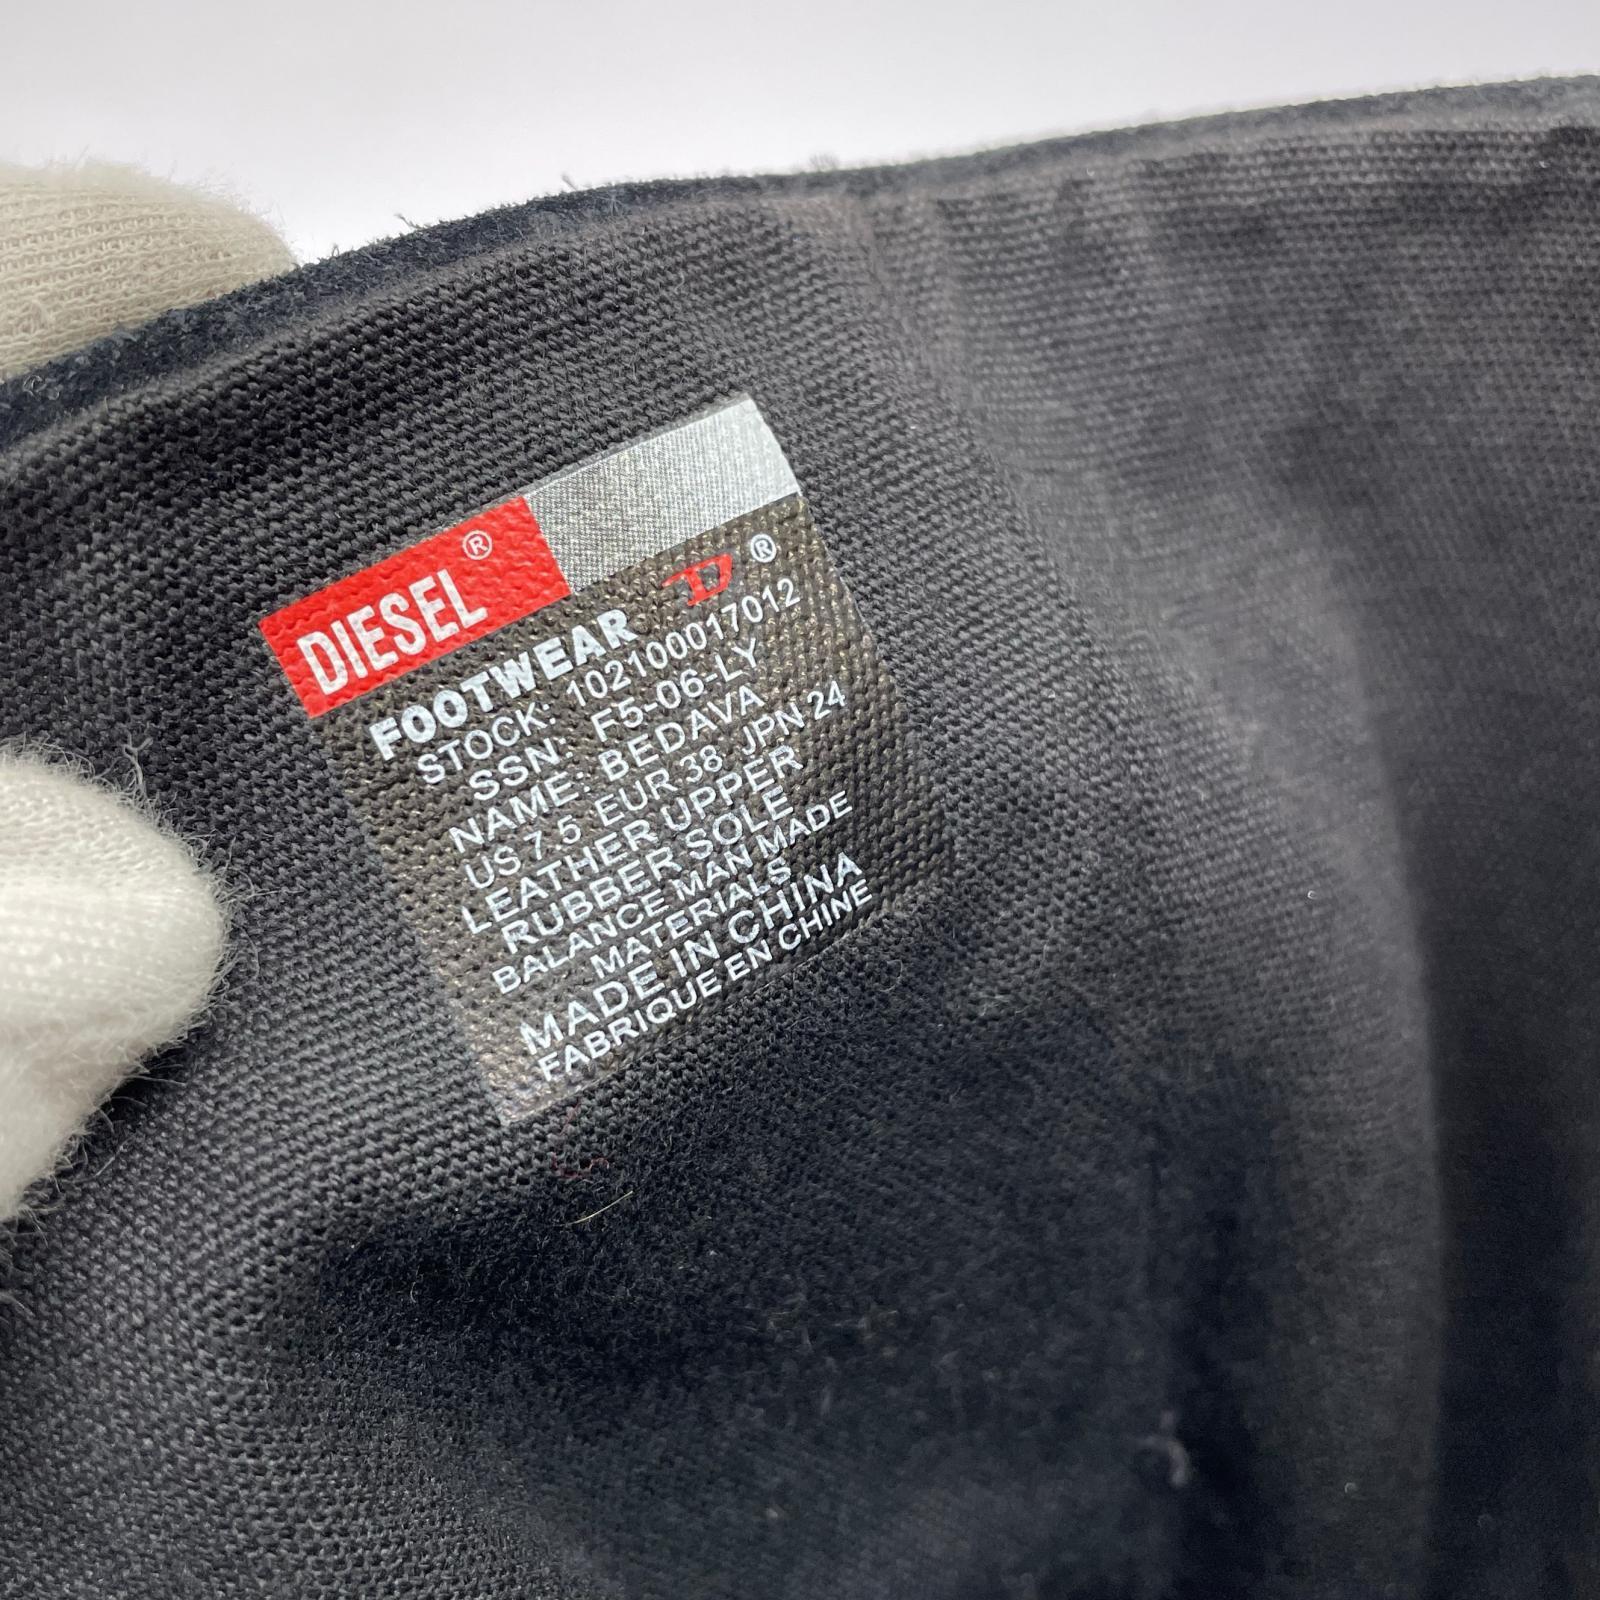 DIESEL®
D®
FOOTWEAR
STOCK: 102100017012
SSN: F5-06-LY
NAME: BEDAVA
US 7.5 EUR 38 JPN 24
LEATHER UPPER
RUBBER SOLE
BALANCE MAN MADE
MATERIALS
MADE IN CHINA
FABRIQUE EN CHINE